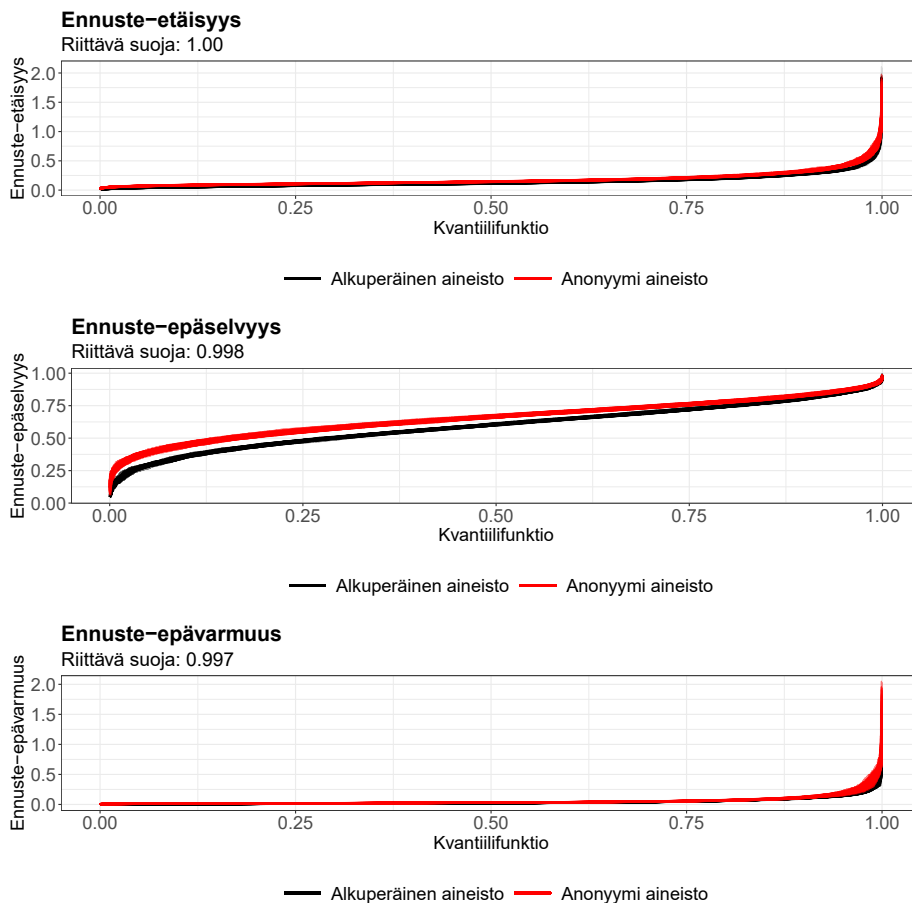 Ennuste−etäisyys
Riittävä suoja: 1.00
Ennuste−etäisyys
2.0
1.5
1.0
0.5
0.0
0.00 0.25 0.50 0.75 1.00
Kvantiilifunktio
Alkuperäinen aineisto Anonyymi aineisto
Ennuste−epäselvyys
Riittävä suoja: 0.998
Ennuste−epäselvyys
1.00
0.75
0.50
0.25
0.00
0.00 0.25 0.50 0.75 1.00
Kvantiilifunktio
Alkuperäinen aineisto Anonyymi aineisto
Ennuste−epävarmuus
Riittävä suoja: 0.997
Ennuste−epävarmuus
2.0
1.5
1.0
0.5
0.0
0.00 0.25 0.50 0.75 1.00
Kvantiilifunktio
Alkuperäinen aineisto Anonyymi aineisto